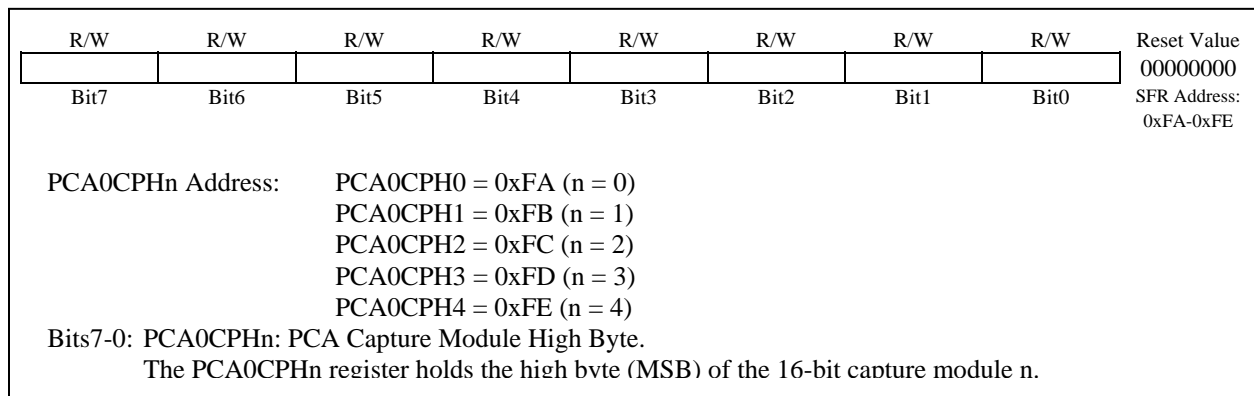 R/W R/W R/W R/W R/W R/W R/W R/W Reset Value
00000000
Bit7 Bit6 Bit5 Bit4 Bit3 Bit2 Bit1 Bit0 SFR Address:
0xFA-0xFE
PCA0CPHn Address: PCA0CPH0 = 0xFA (n = 0)
PCA0CPH1 = 0xFB (n = 1)
PCA0CPH2 = 0xFC (n = 2)
PCA0CPH3 = 0xFD (n = 3)
PCA0CPH4 = 0xFE (n = 4)
Bits7-0: PCA0CPHn: PCA Capture Module High Byte.
The PCA0CPHn register holds the high byte (MSB) of the 16-bit capture module n.